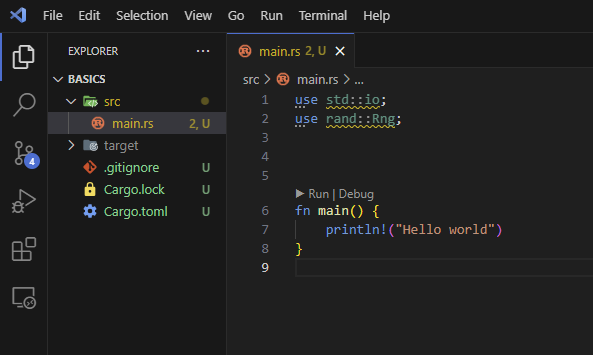 File Edit Selection View Go Run Terminal Help
EXPLORER ...
BASICS
src
main.rs 2, U
target
.gitignore U
Cargo.lock U
Cargo.toml U
4
main.rs 2, U
src > main.rs > ...
1 use std::io;
2 use rand::Rng;
3
4
5
Run | Debug
6 fn main() {
7 println!("Hello world")
8 }
9